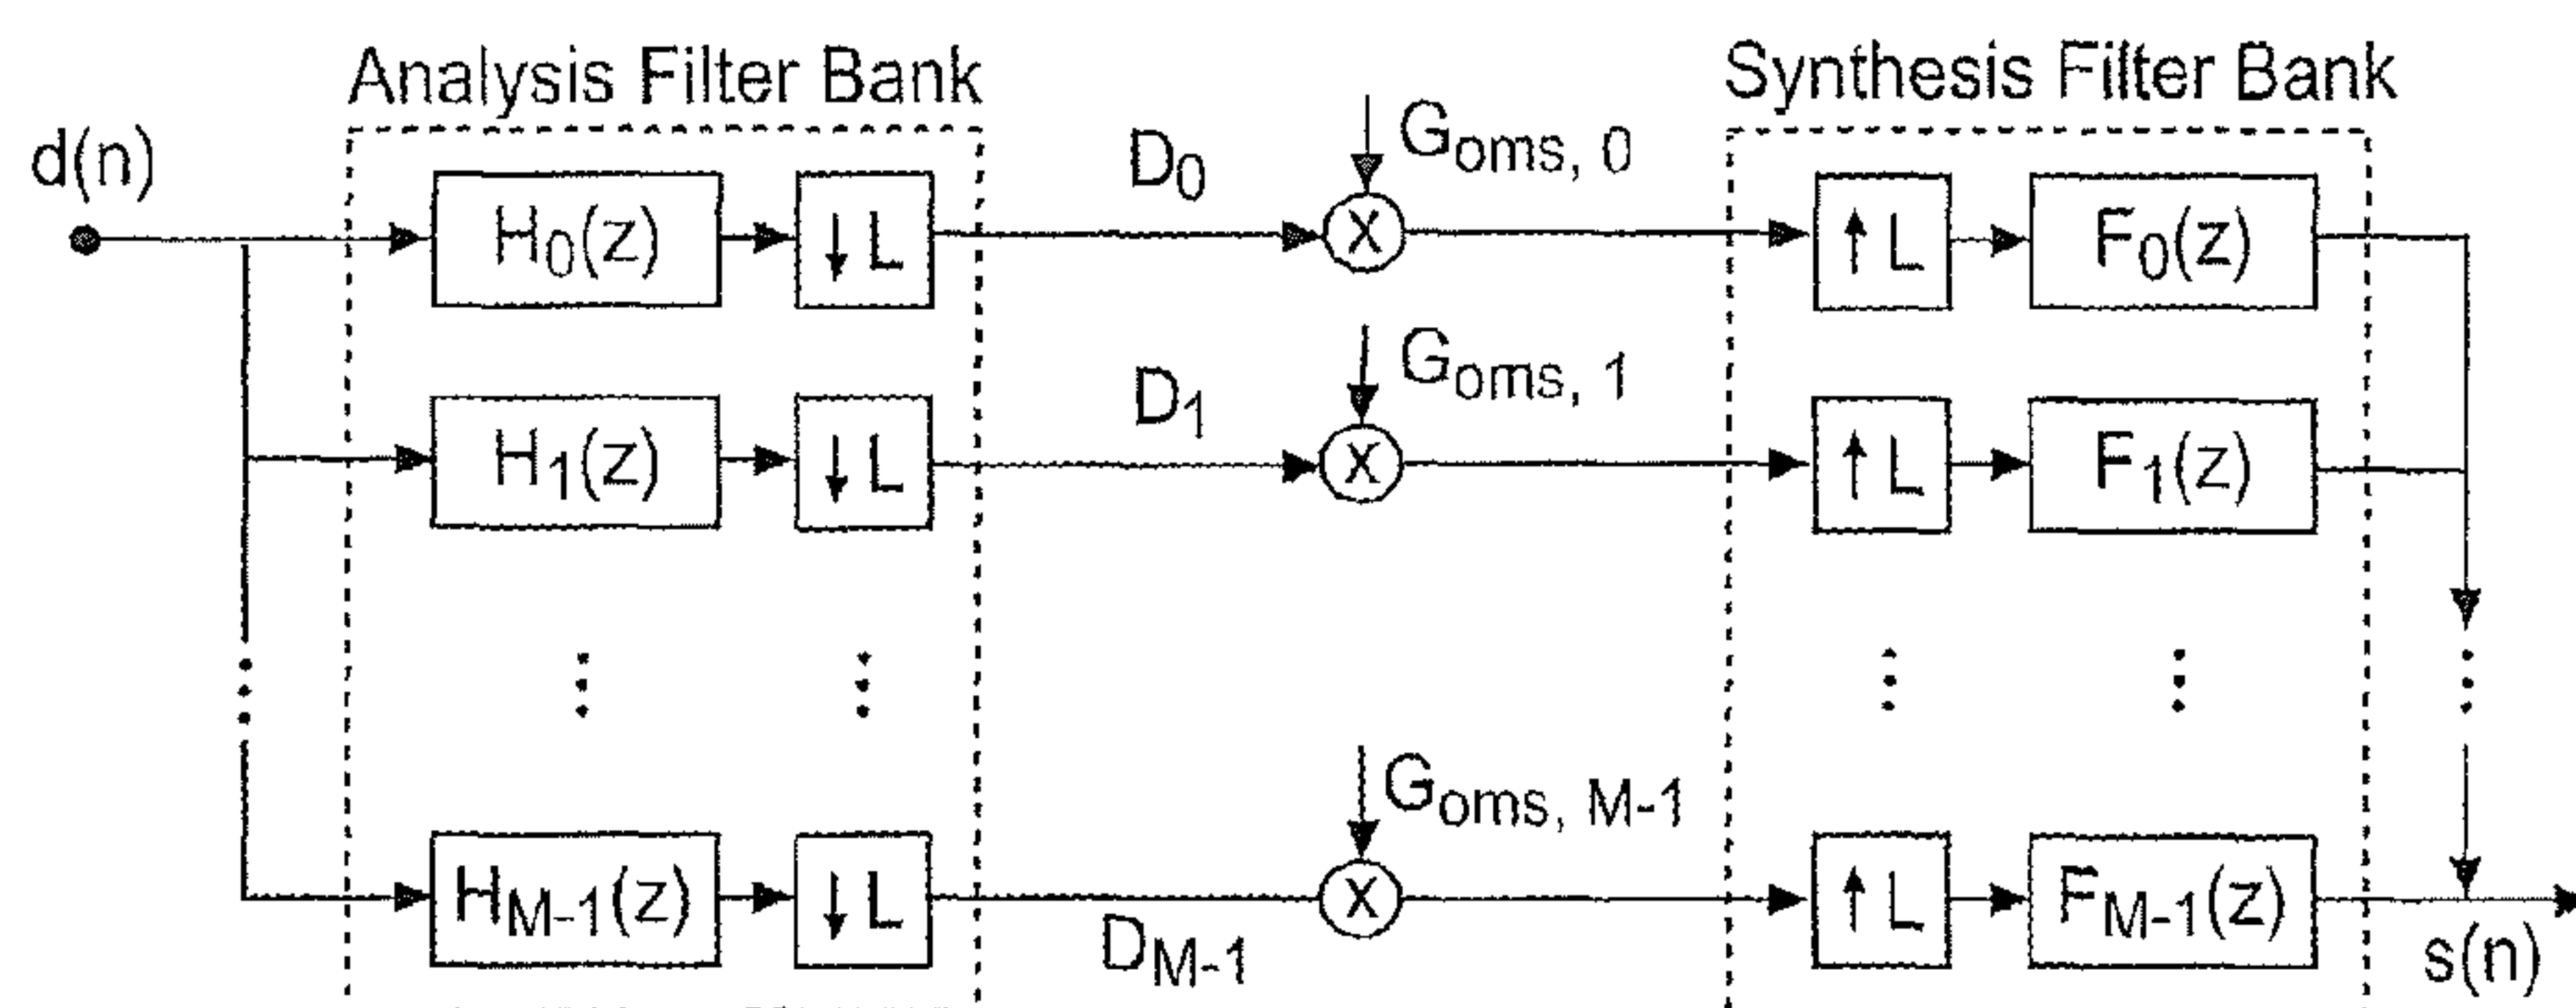 Analysis Filter Bank
Synthesis Filter Bank
d(n)
H0(z)
↓ L
D0
Goms, 0
X
↑ L
F0(z)
H1(z)
↓ L
D1
Goms, 1
X
↑ L
F1(z)
HM-1(z)
↓ L
DM-1
Goms, M-1
X
↑ L
FM-1(z)
s(n)